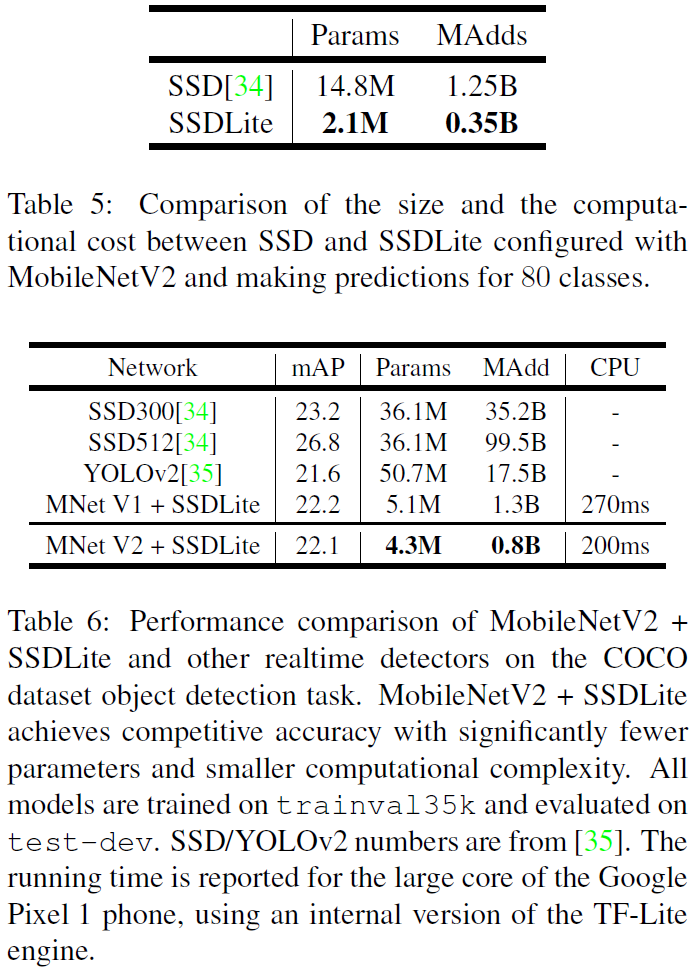 Params MAdds
SSD[34] 14.8M 1.25B
SSDLite 2.1M 0.35B
Table 5: Comparison of the size and the computa-
tional cost between SSD and SSDLite configured with
MobileNetV2 and making predictions for 80 classes.
Network mAP Params MAdd CPU
SSD300[34] 23.2 36.1M 35.2B -
SSD512[34] 26.8 36.1M 99.5B -
YOLOv2[35] 21.6 50.7M 17.5B -
MNet V1 + SSDLite 22.2 5.1M 1.3B 270ms
MNet V2 + SSDLite 22.1 4.3M 0.8B 200ms
Table 6: Performance comparison of MobileNetV2 +
SSDLite and other realtime detectors on the COCO
dataset object detection task. MobileNetV2 + SSDLite
achieves competitive accuracy with significantly fewer
parameters and smaller computational complexity. All
models are trained on trainval35k and evaluated on
test-dev. SSD/YOLOv2 numbers are from [35]. The
running time is reported for the large core of the Google
Pixel 1 phone, using an internal version of the TF-Lite
engine.